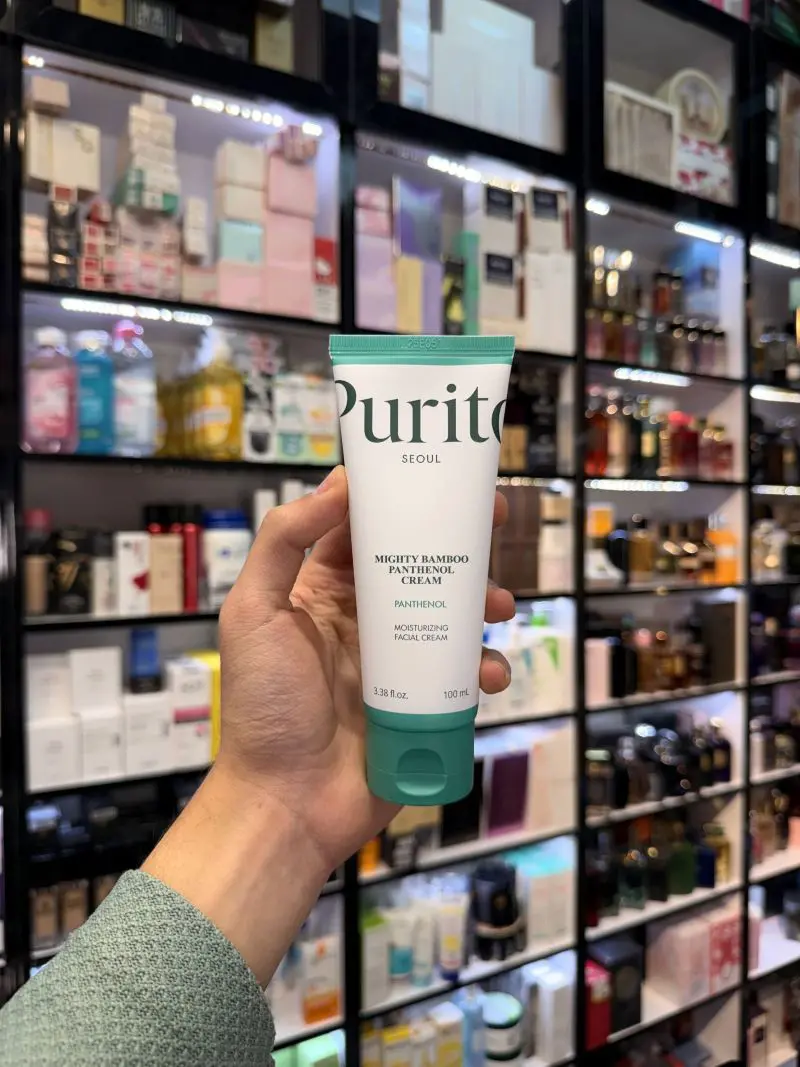 Purito
SEOUL
MIGHTY BAMBOO
PANTHENOL
CREAM
PANTHENOL
MOISTURIZING
FACIAL CREAM
3.38 fl.oz. 100 mL